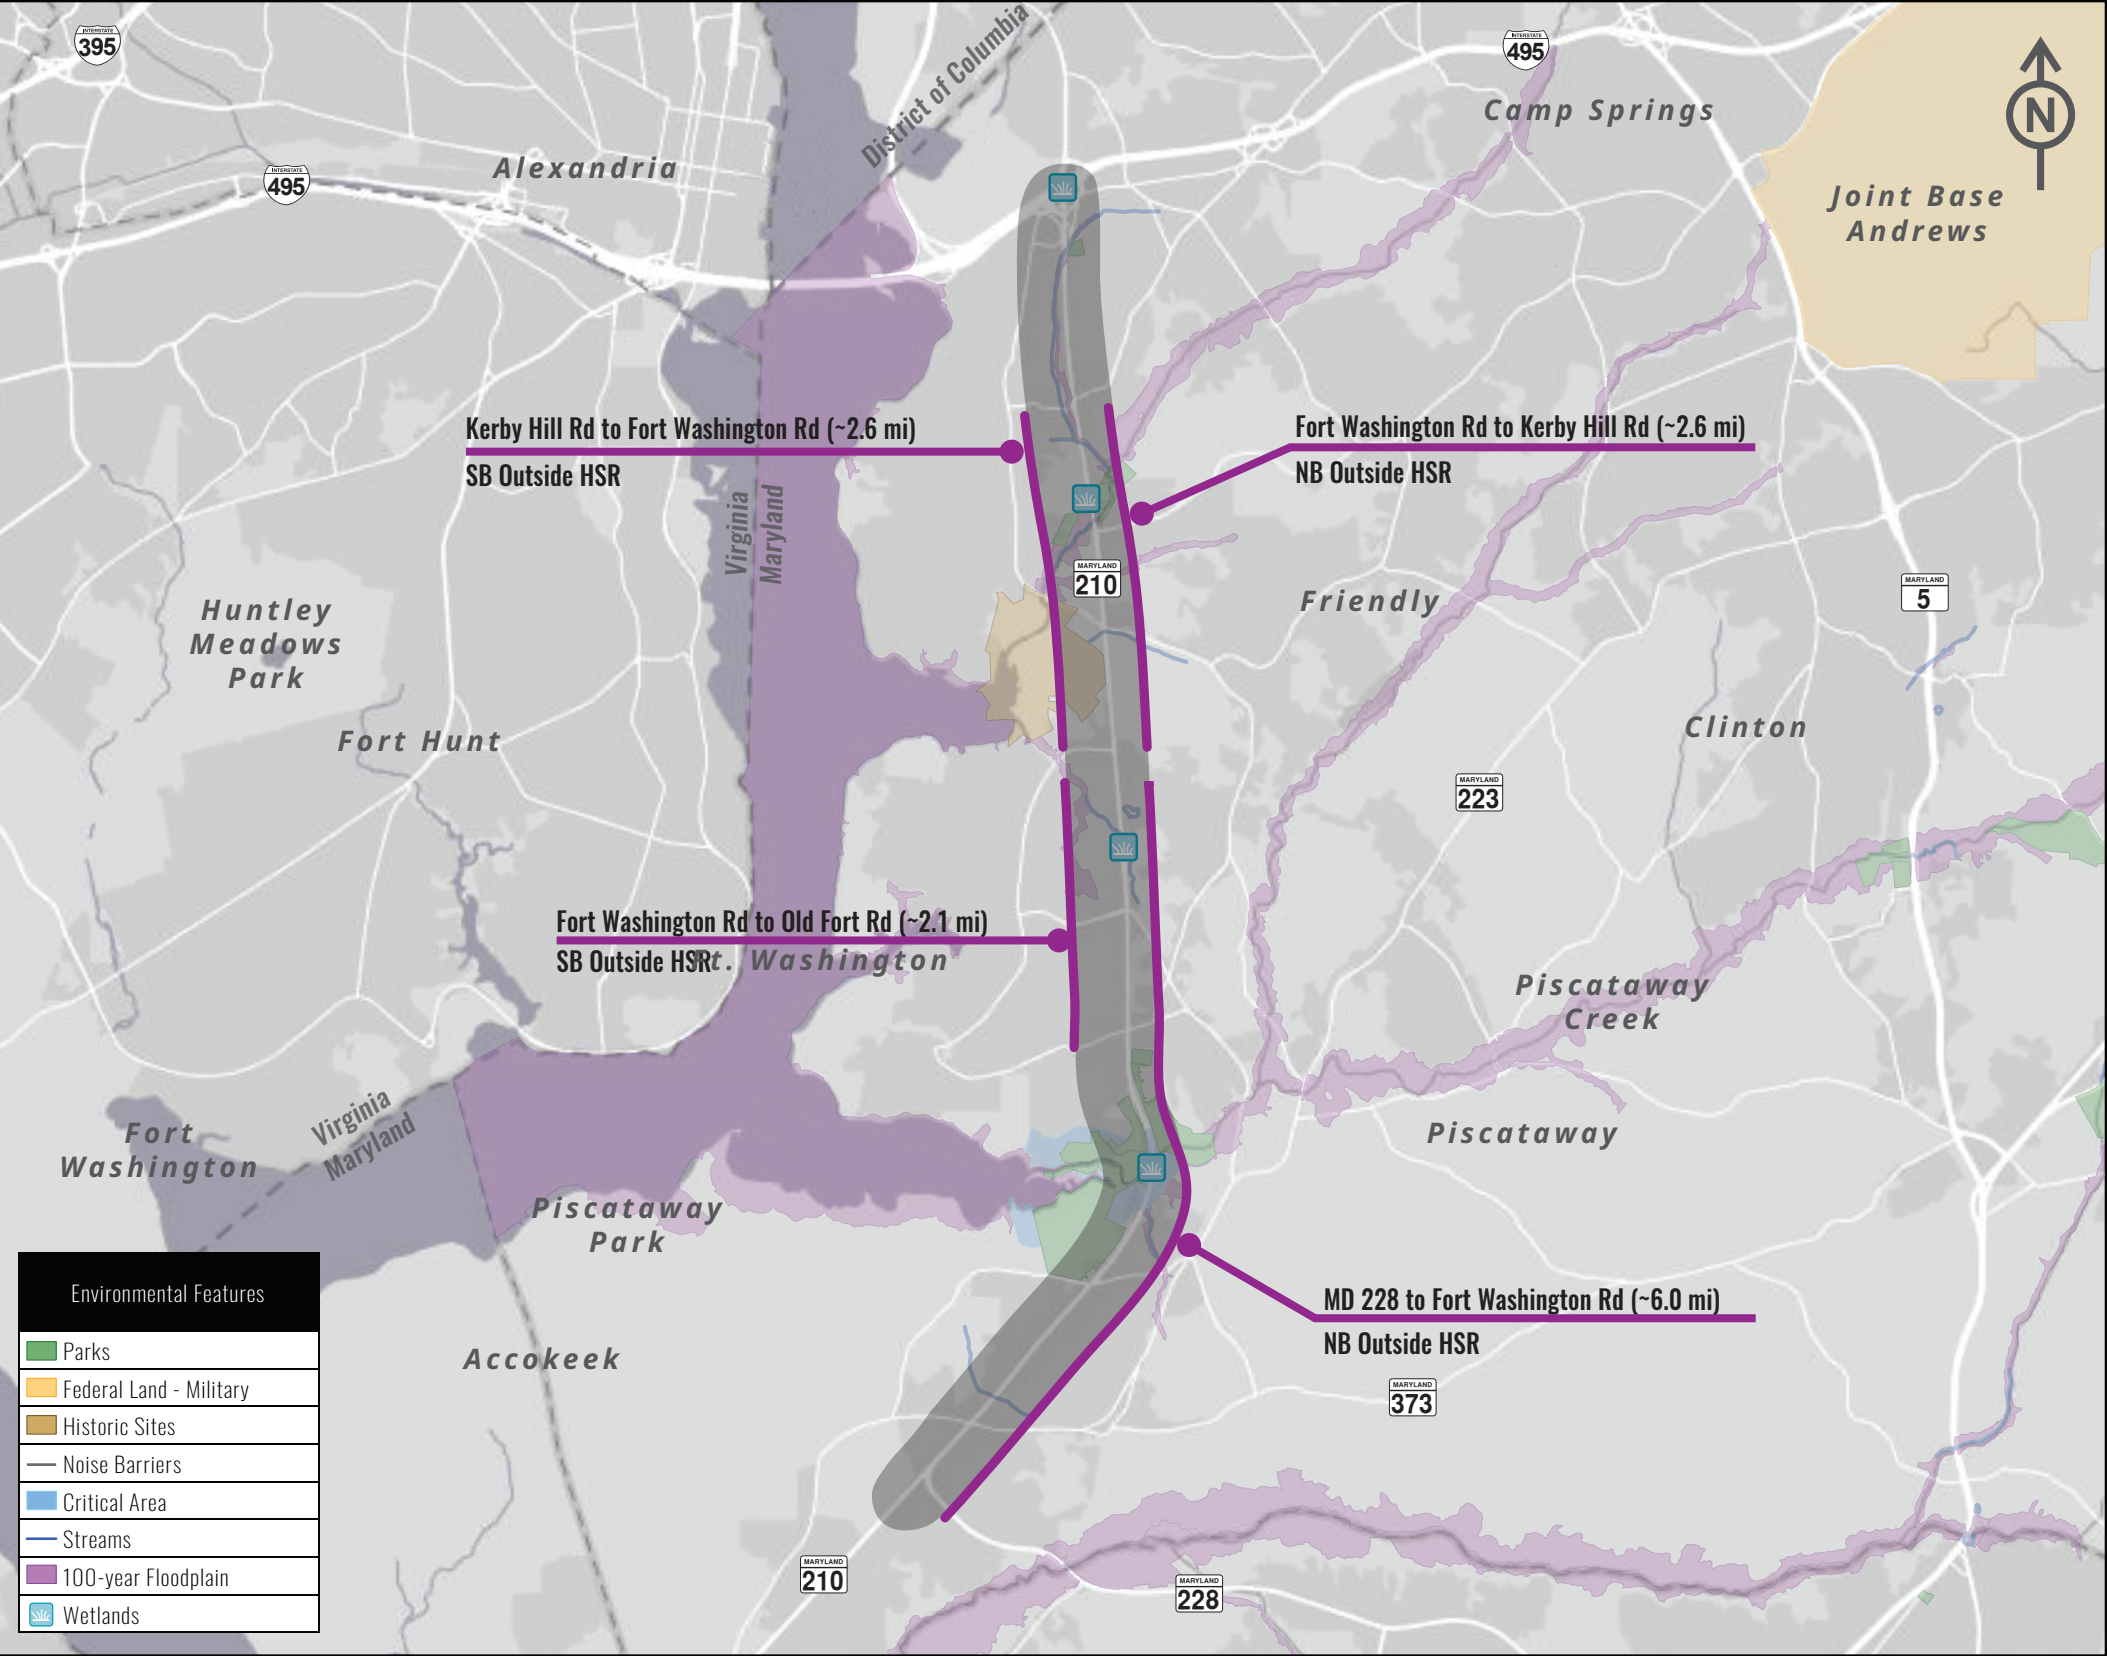 INTERSTATE
395
INTERSTATE
495
Alexandria
District of Columbia
INTERSTATE
495
Camp Springs
Joint Base
Andrews
N
Kerby Hill Rd to Fort Washington Rd (~2.6 mi)
SB Outside HSR
Fort Washington Rd to Kerby Hill Rd (~2.6 mi)
NB Outside HSR
Virginia
Maryland
MARYLAND
210
Huntley
Meadows
Park
Friendly
MARYLAND
5
Fort Hunt
Clinton
MARYLAND
223
Fort Washington Rd to Old Fort Rd (~2.1 mi)
SB Outside HSR
Ft. Washington
Piscataway
Creek
Virginia
Maryland
Fort
Washington
Piscataway
Piscataway
Park
MD 228 to Fort Washington Rd (~6.0 mi)
NB Outside HSR
Accokeek
MARYLAND
373
MARYLAND
210
MARYLAND
228
Environmental Features
Parks
Federal Land - Military
Historic Sites
Noise Barriers
Critical Area
Streams
100-year Floodplain
Wetlands